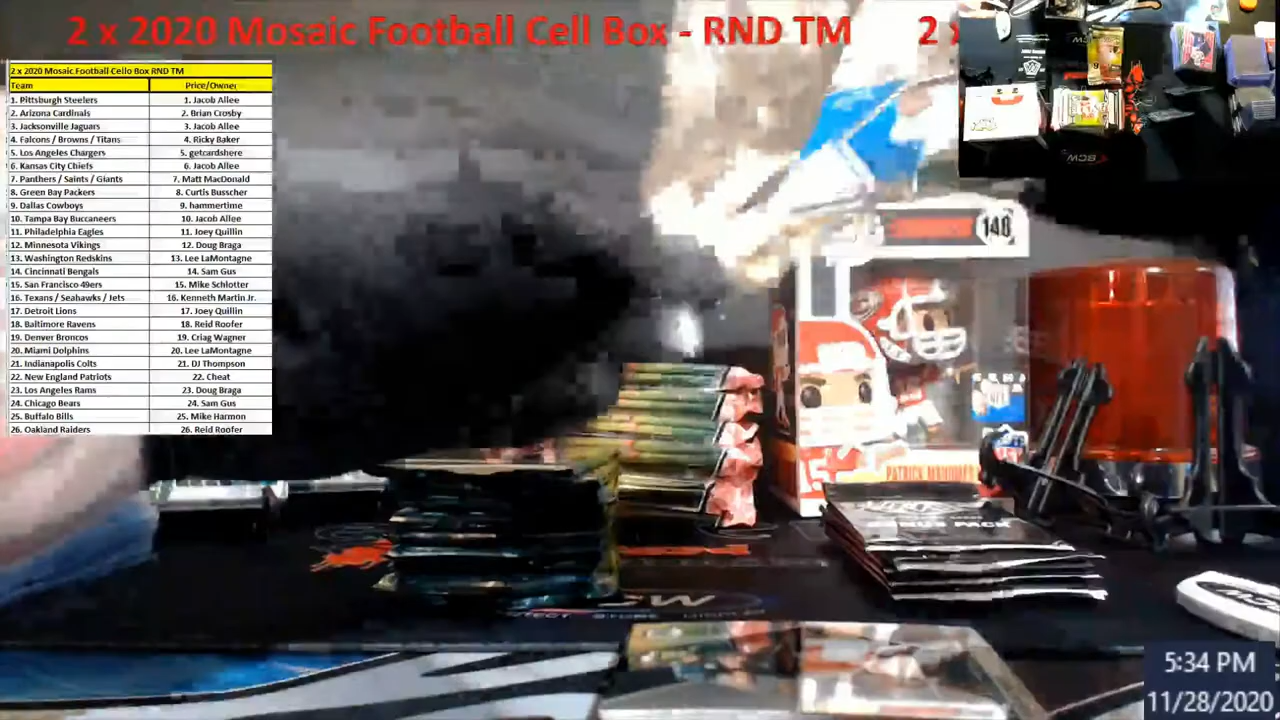 2 x 2020 Mosaic Football Cell Box - RND TM 2 x
2 x 2020 Mosaic Football Cello Box RND TM
Team Price/Owner
1. Pittsburgh Steelers 1. Jacob Allee
2. Arizona Cardinals 2. Brian Crosby
3. Jacksonville Jaguars 3. Jacob Allee
4. Falcons / Browns / Titans 4. Ricky Baker
5. Los Angeles Chargers 5. getcardshere
6. Kansas City Chiefs 6. Jacob Allee
7. Panthers / Saints / Giants 7. Matt MacDonald
8. Green Bay Packers 8. Curtis Busscher
9. Dallas Cowboys 9. hammertime
10. Tampa Bay Buccaneers 10. Jacob Allee
11. Philadelphia Eagles 11. Joey Quillin
12. Minnesota Vikings 12. Doug Braga
13. Washington Redskins 13. Lee LaMontagne
14. Cincinnati Bengals 14. Sam Gus
15. San Francisco 49ers 15. Mike Schlotter
16. Texans / Seahawks / Jets 16. Kenneth Martin Jr.
17. Detroit Lions 17. Joey Quillin
18. Baltimore Ravens 18. Reid Roofer
19. Denver Broncos 19. Criag Wagner
20. Miami Dolphins 20. Lee LaMontagne
21. Indianapolis Colts 21. DJ Thompson
22. New England Patriots 22. Cheat
23. Los Angeles Rams 23. Doug Braga
24. Chicago Bears 24. Sam Gus
25. Buffalo Bills 25. Mike Harmon
26. Oakland Raiders 26. Reid Roofer
148
PATRICK MAHOMES
BONUS PACK
BCW
5:34 PM
11/28/2020